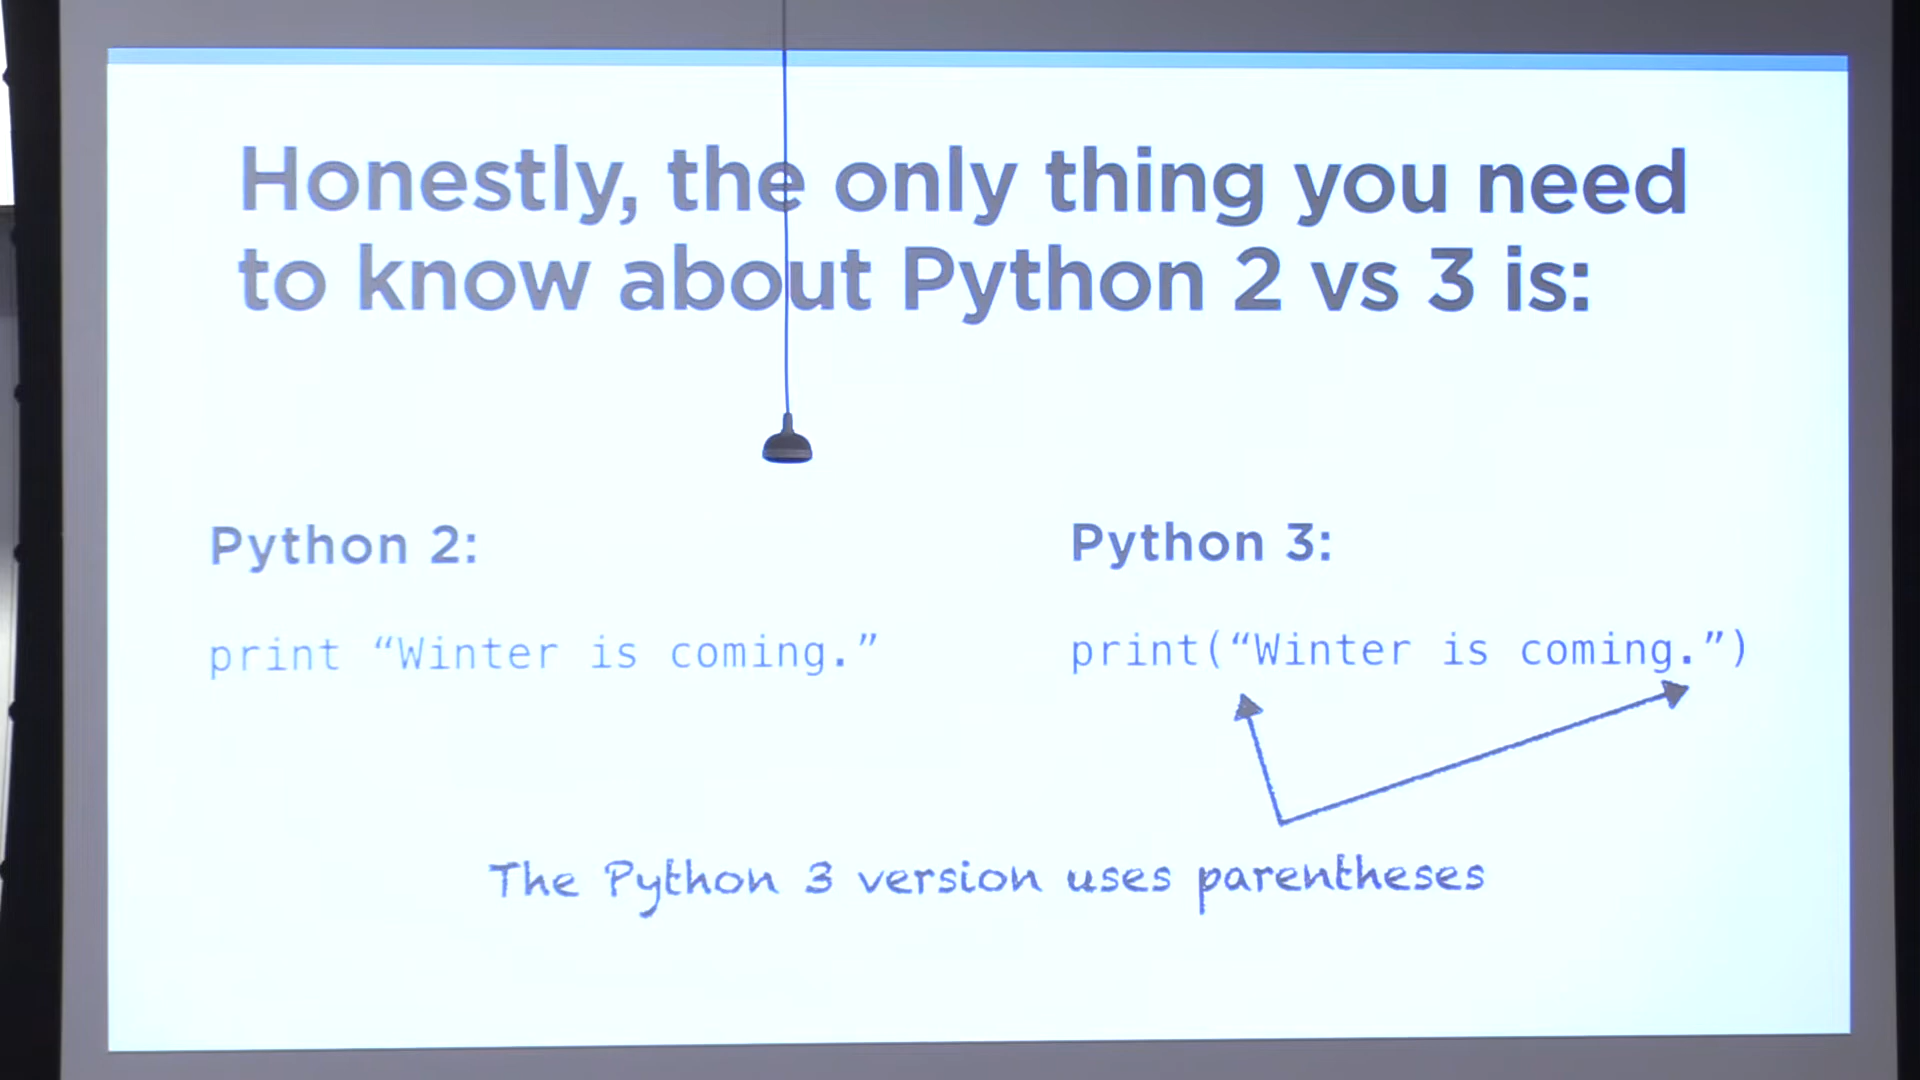 Honestly, the only thing you need
to know about Python 2 vs 3 is:
Python 2:
print “Winter is coming.”
Python 3:
print(“Winter is coming.”)
The Python 3 version uses parentheses